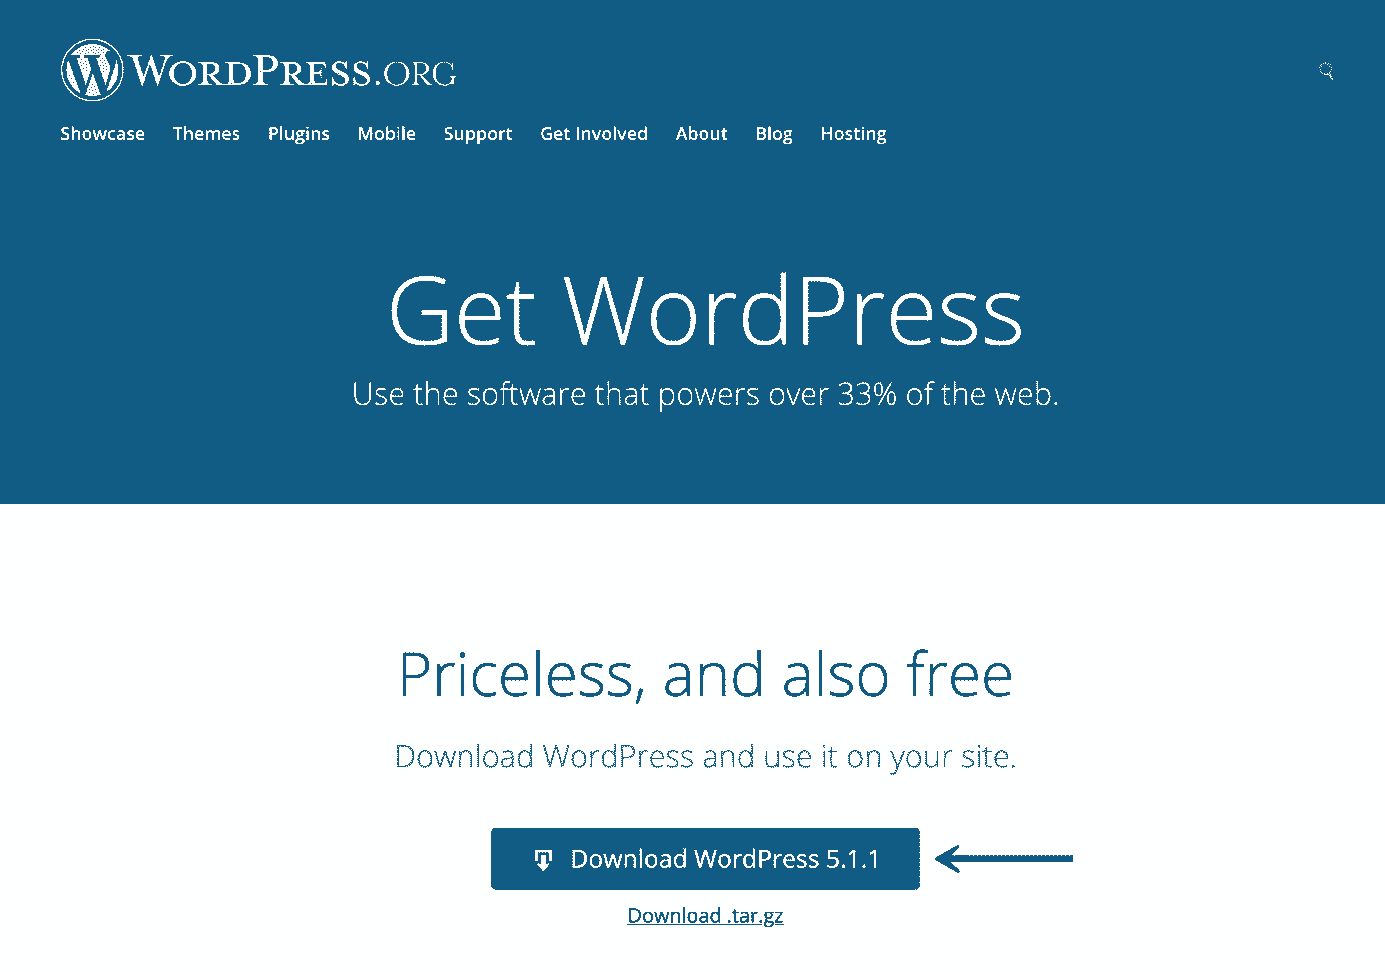 WORDPRESS.ORG
Showcase Themes Plugins Mobile Support Get Involved About Blog Hosting
Get WordPress
Use the software that powers over 33% of the web.
Priceless, and also free
Download WordPress and use it on your site.
Download WordPress 5.1.1
Download .tar.gz